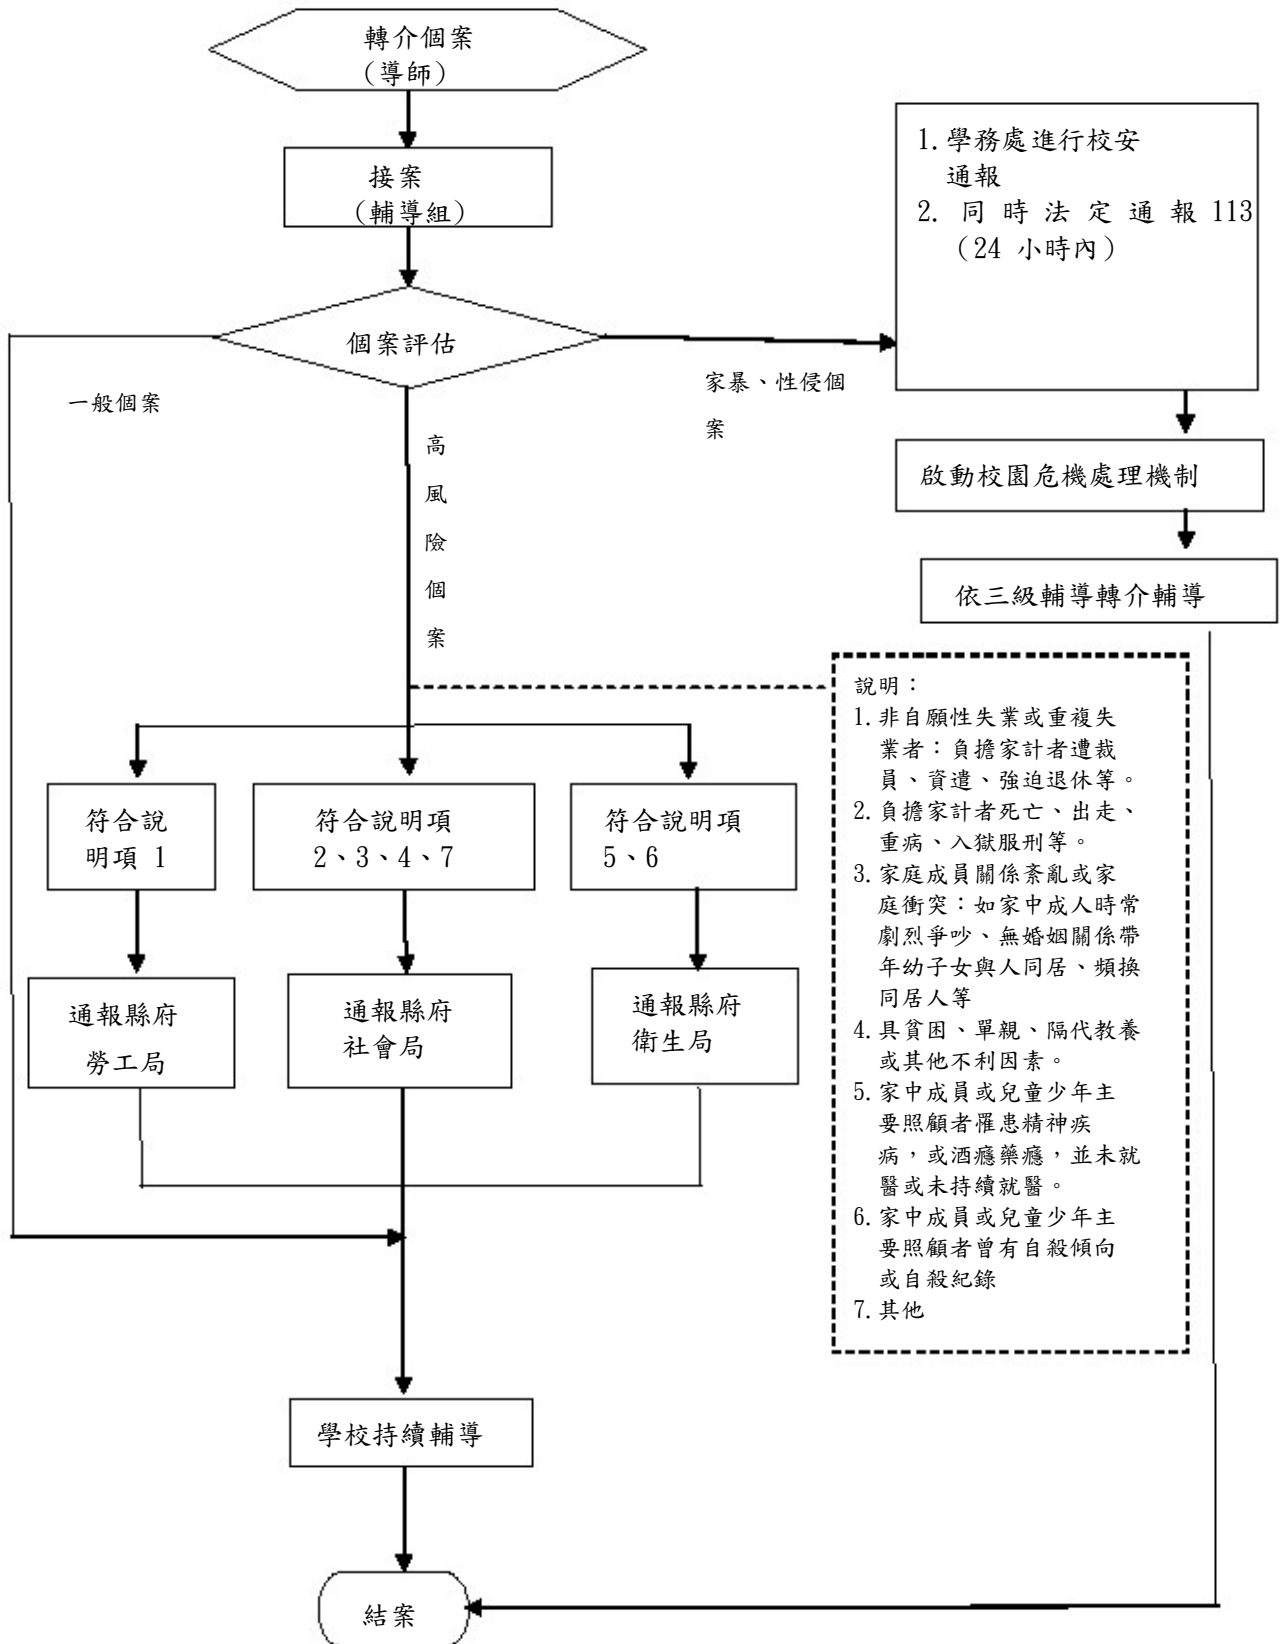 轉介個案
(導師)
接案
(輔導組)
1. 學務處進行校安
通報
2. 同時法定通報 113
(24 小時內)
個案評估
一般個案
高
風
險
個
案
家暴、性侵個
案
啟動校園危機處理機制
依三級輔導轉介輔導
說明：
1. 非自願性失業或重複失
業者：負擔家計者遭裁
員、資遣、強迫退休等。
2. 負擔家計者死亡、出走、
重病、入獄服刑等。
3. 家庭成員關係紊亂或家
庭衝突：如家中成人時常
劇烈爭吵、無婚姻關係帶
年幼子女與人同居、頻換
同居人等
4. 具貧困、單親、隔代教養
或其他不利因素。
5. 家中成員或兒童少年主
要照顧者罹患精神疾
病，或酒癮藥癮，並未就
醫或未持續就醫。
6. 家中成員或兒童少年主
要照顧者曾有自殺傾向
或自殺紀錄
7. 其他
符合說
明項 1
符合說明項
2、3、4、7
符合說明項
5、6
通報縣府
勞工局
通報縣府
社會局
通報縣府
衛生局
學校持續輔導
結案